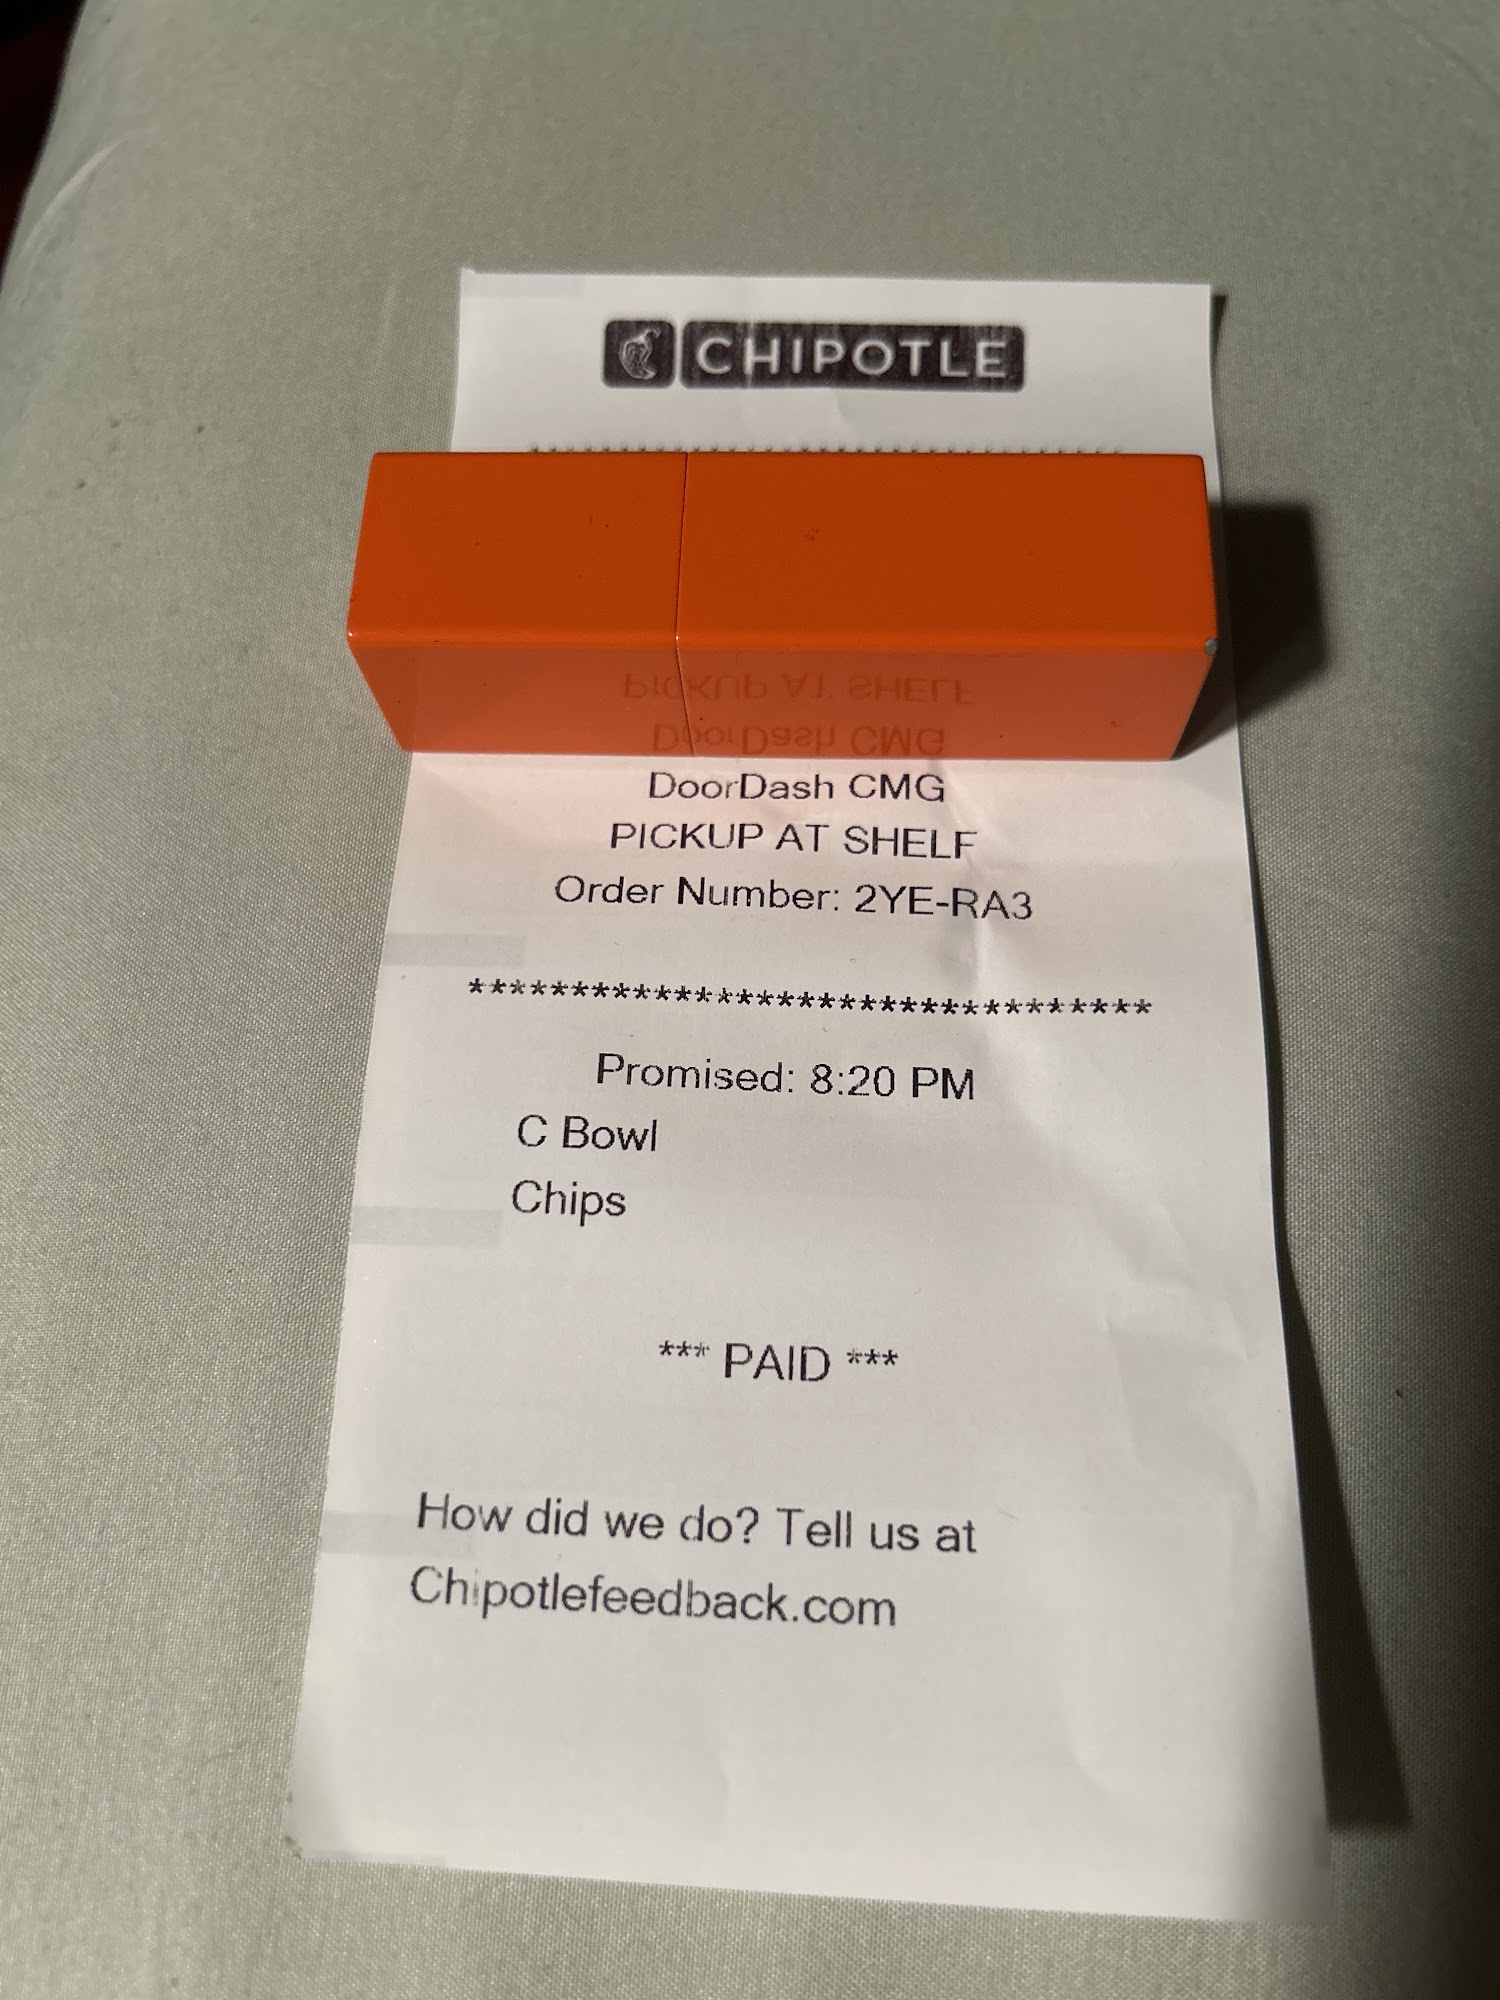 CHIPOTLE
DoorDash CMG
PICKUP AT SHELF
Order Number: 2YE-RA3
*********************************
Promised: 8:20 PM
C Bowl
Chips
*** PAID ***
How did we do? Tell us at
Chipotlefeedback.com